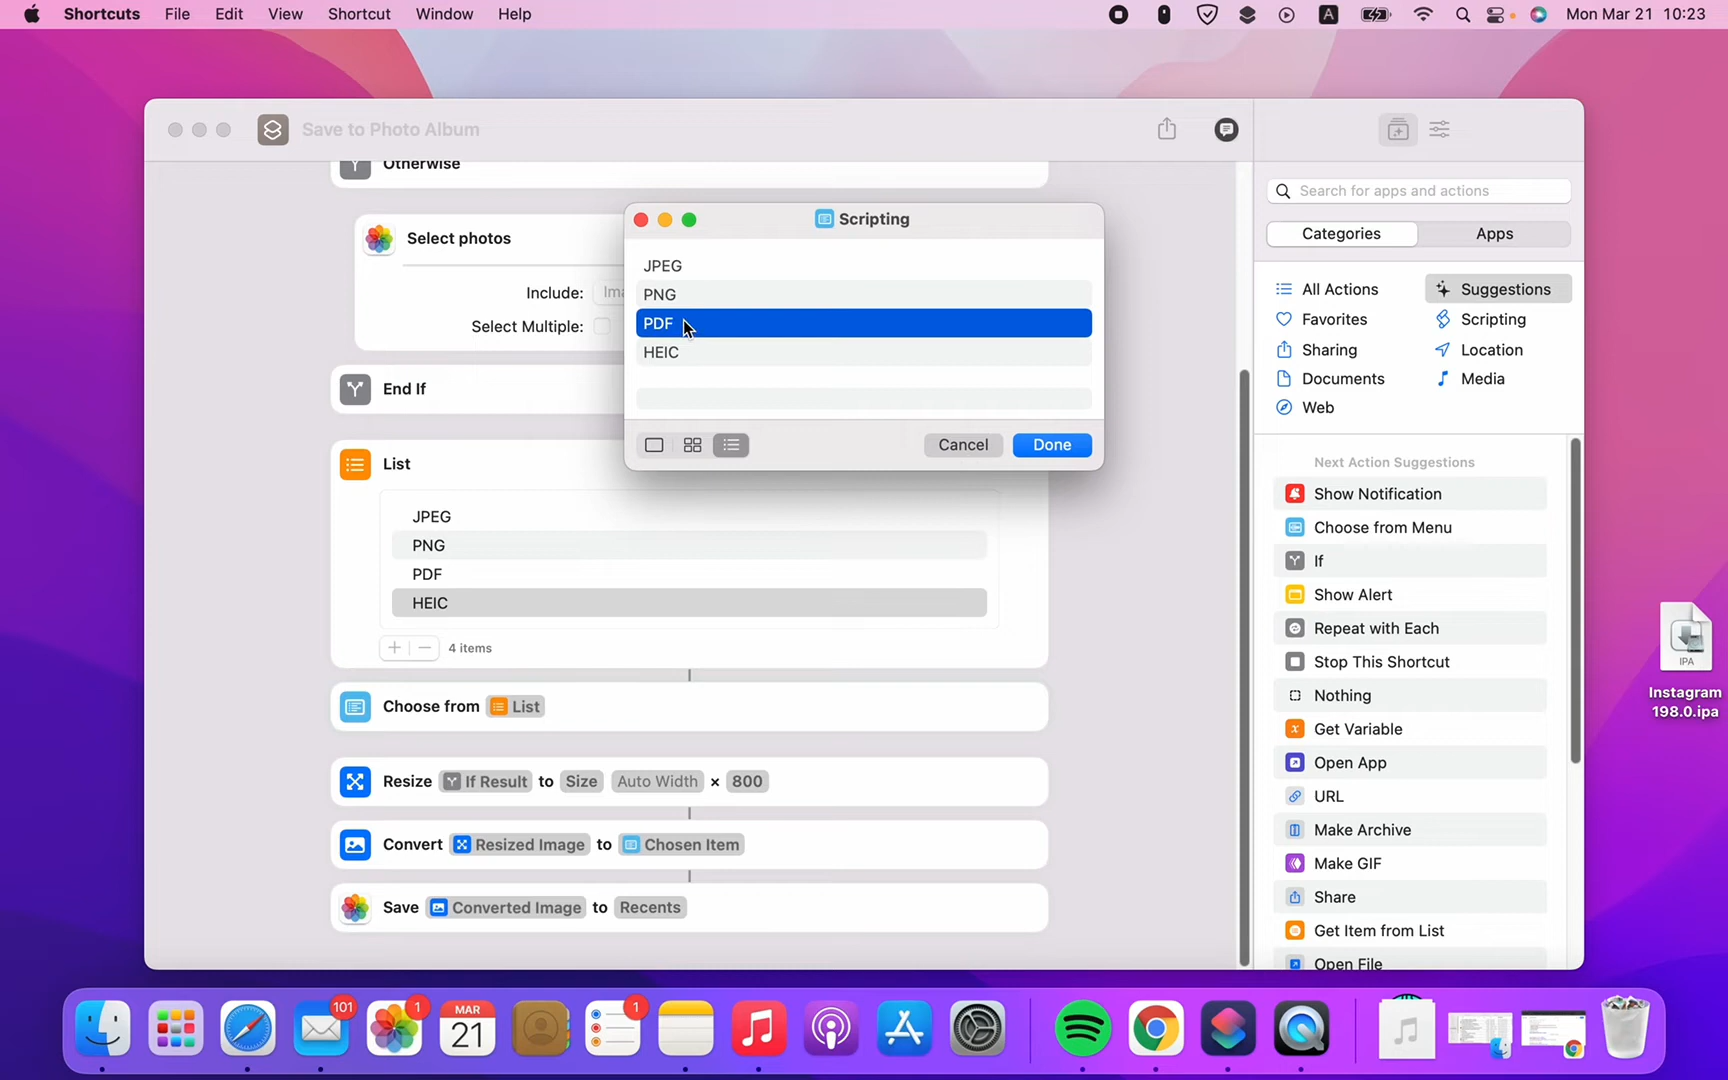 Shortcuts File Edit View Shortcut Window Help
A
Mon Mar 21 10:23
Save to Photo Album
Otherwise
Select photos
Include: Ima
Select Multiple:
End If
List
JPEG
PNG
PDF
HEIC
4 items
Choose from List
Resize If Result to Size Auto Width × 800
Convert Resized Image to Chosen Item
Save Converted Image to Recents
Scripting
JPEG
PNG
PDF
HEIC
Cancel Done
Search for apps and actions
Categories Apps
All Actions Suggestions
Favorites Scripting
Sharing Location
Documents Media
Web
Next Action Suggestions
Show Notification
Choose from Menu
If
Show Alert
Repeat with Each
Stop This Shortcut
Nothing
Get Variable
Open App
URL
Make Archive
Make GIF
Share
Get Item from List
Open File
IPA
Instagram
198.0.ipa
101
1
MAR
21
1